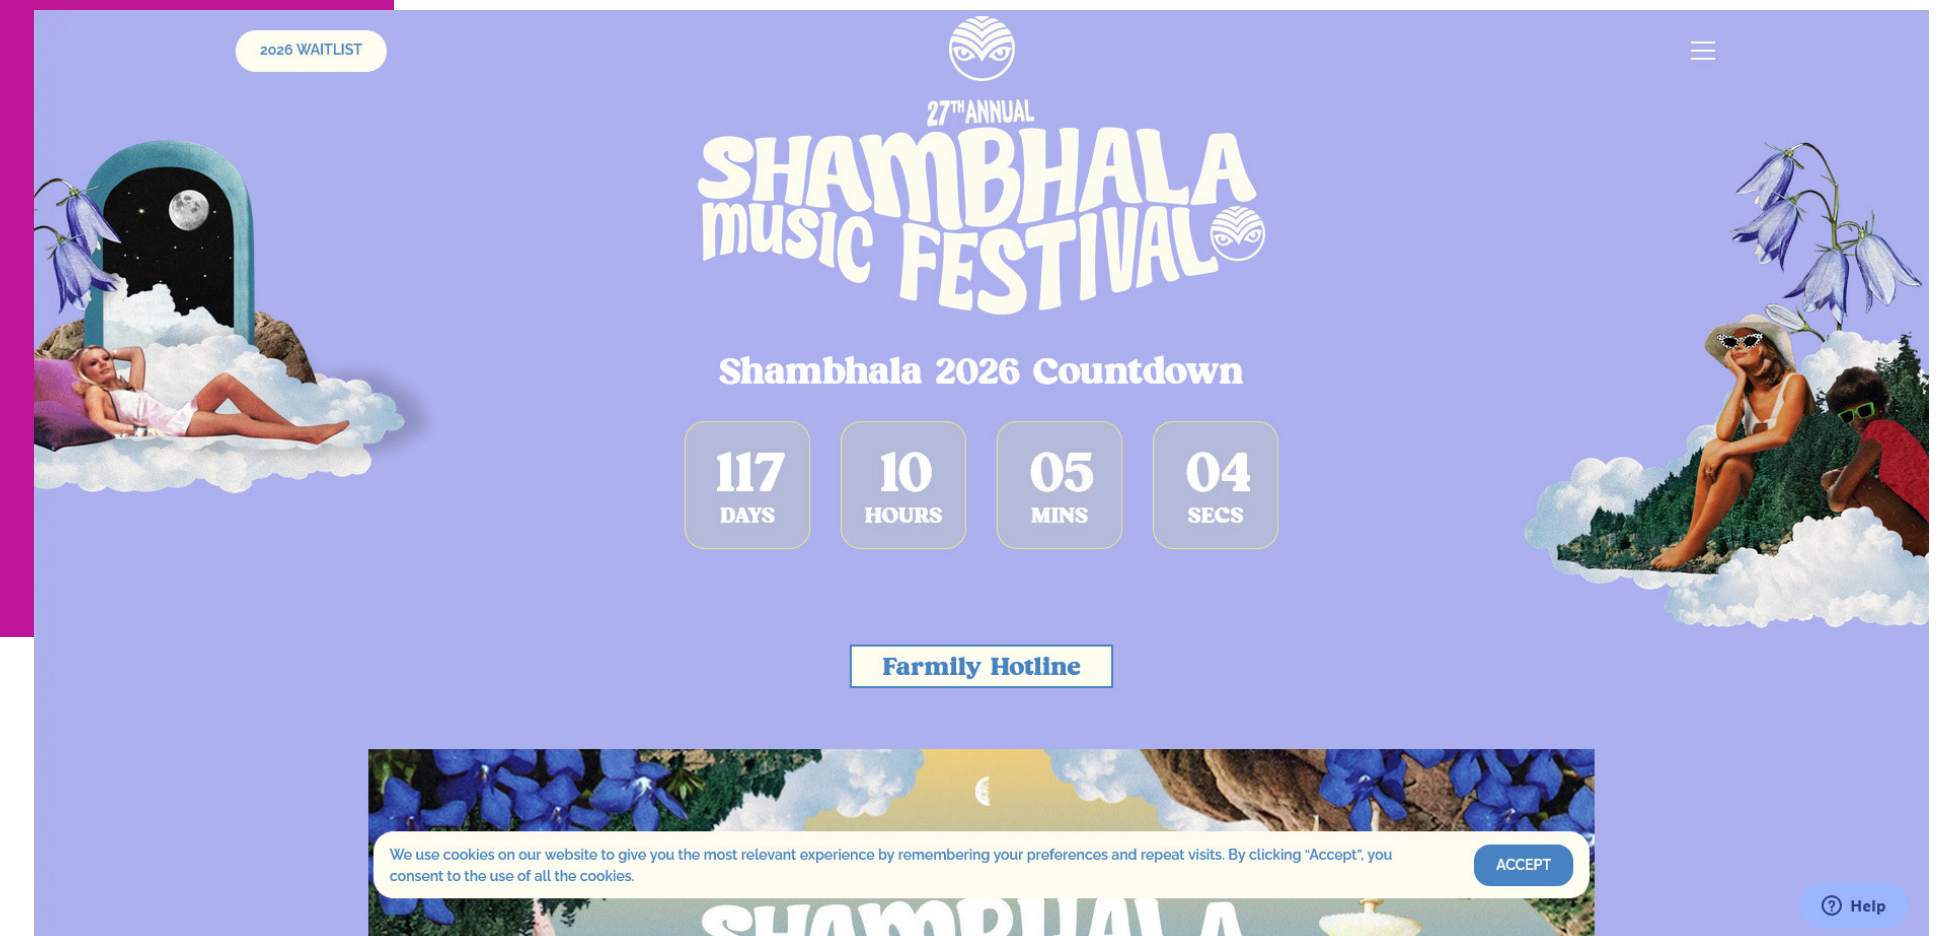 2026 WAITLIST
27TH ANNUAL
SHAMBHALA
MUSIC FESTIVAL
Shambhala 2026 Countdown
117 10 05 04
DAYS HOURS MINS SECS
Farmily Hotline
We use cookies on our website to give you the most relevant experience by remembering your preferences and repeat visits. By clicking “Accept”, you
consent to the use of all the cookies.
ACCEPT
SHAMBHALA
Help